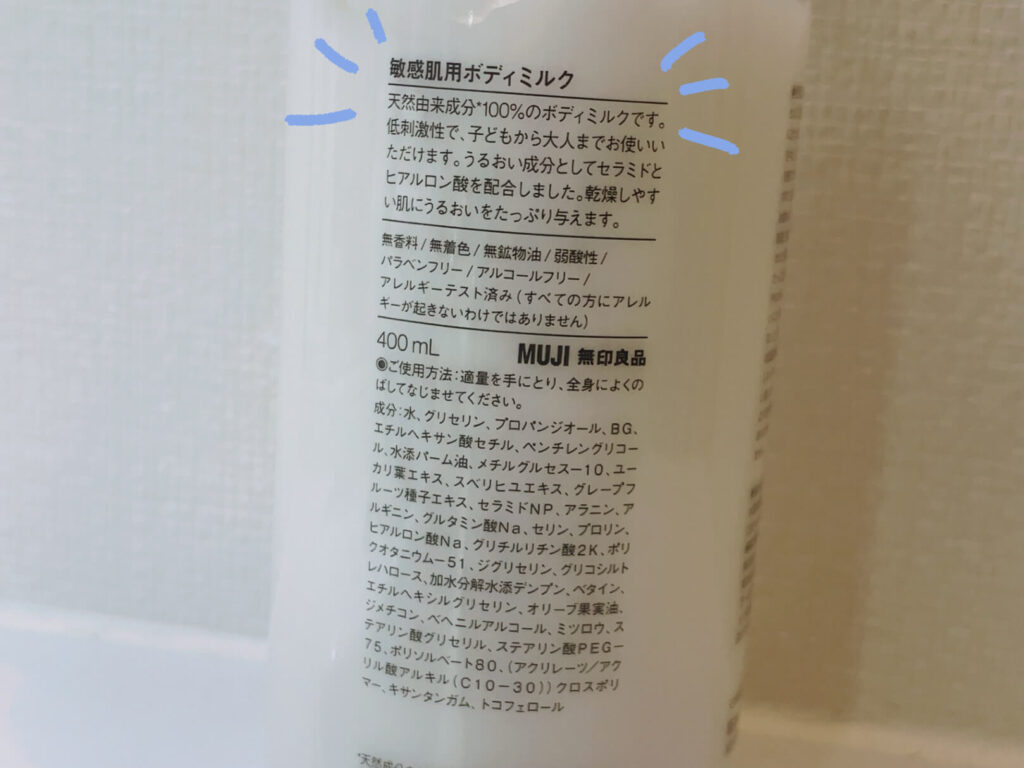 敏感肌用ボディミルク
天然由来成分*100%のボディミルクです。
低刺激性で、子どもから大人までお使いい
ただけます。うるおい成分としてセラミドと
ヒアルロン酸を配合しました。乾燥しやす
い肌にうるおいをたっぷり与えます。
無香料/無着色/無鉱物油/弱酸性/
パラベンフリー/アルコールフリー/
アレルギーテスト済み(すべての方にアレル
ギーが起きないわけではありません)
400mL MUJI 無印良品
◉ご使用方法:適量を手にとり、全身によくの
ばしてなじませてください。
成分:水、グリセリン、プロパンジオール、BG、
エチルヘキサン酸セチル、ペンチレングリコー
ル、水添パーム油、メチルグルセスー10、ユー
カリ葉エキス、スベリヒユエキス、グレープフ
ルーツ種子エキス、セラミドNP、アラニン、ア
ルギニン、グルタミン酸Na、セリン、プロリン、
ヒアルロン酸Na、グリチルリチン酸2K、ポリ
クオタニウムー51、ジグリセリン、グリコシルト
レハロース、加水分解水添デンプン、ベタイン、
エチルヘキシルグリセリン、オリーブ果実油、
ジメチコン、ベヘニルアルコール、ミツロウ、ス
テアリン酸グリセリル、ステアリン酸PEG-
75、ポリソルベート80、(アクリレーツ/アク
リル酸アルキル(C10-30))クロスポリ
マー、キサンタンガム、トコフェロール
*天然成分